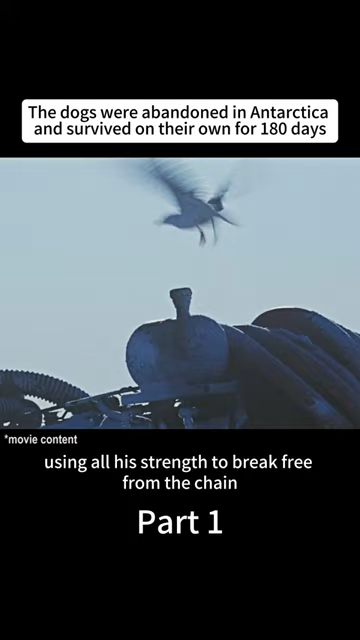 The dogs were abandoned in Antarctica
and survived on their own for 180 days
*movie content
using all his strength to break free
from the chain
Part 1